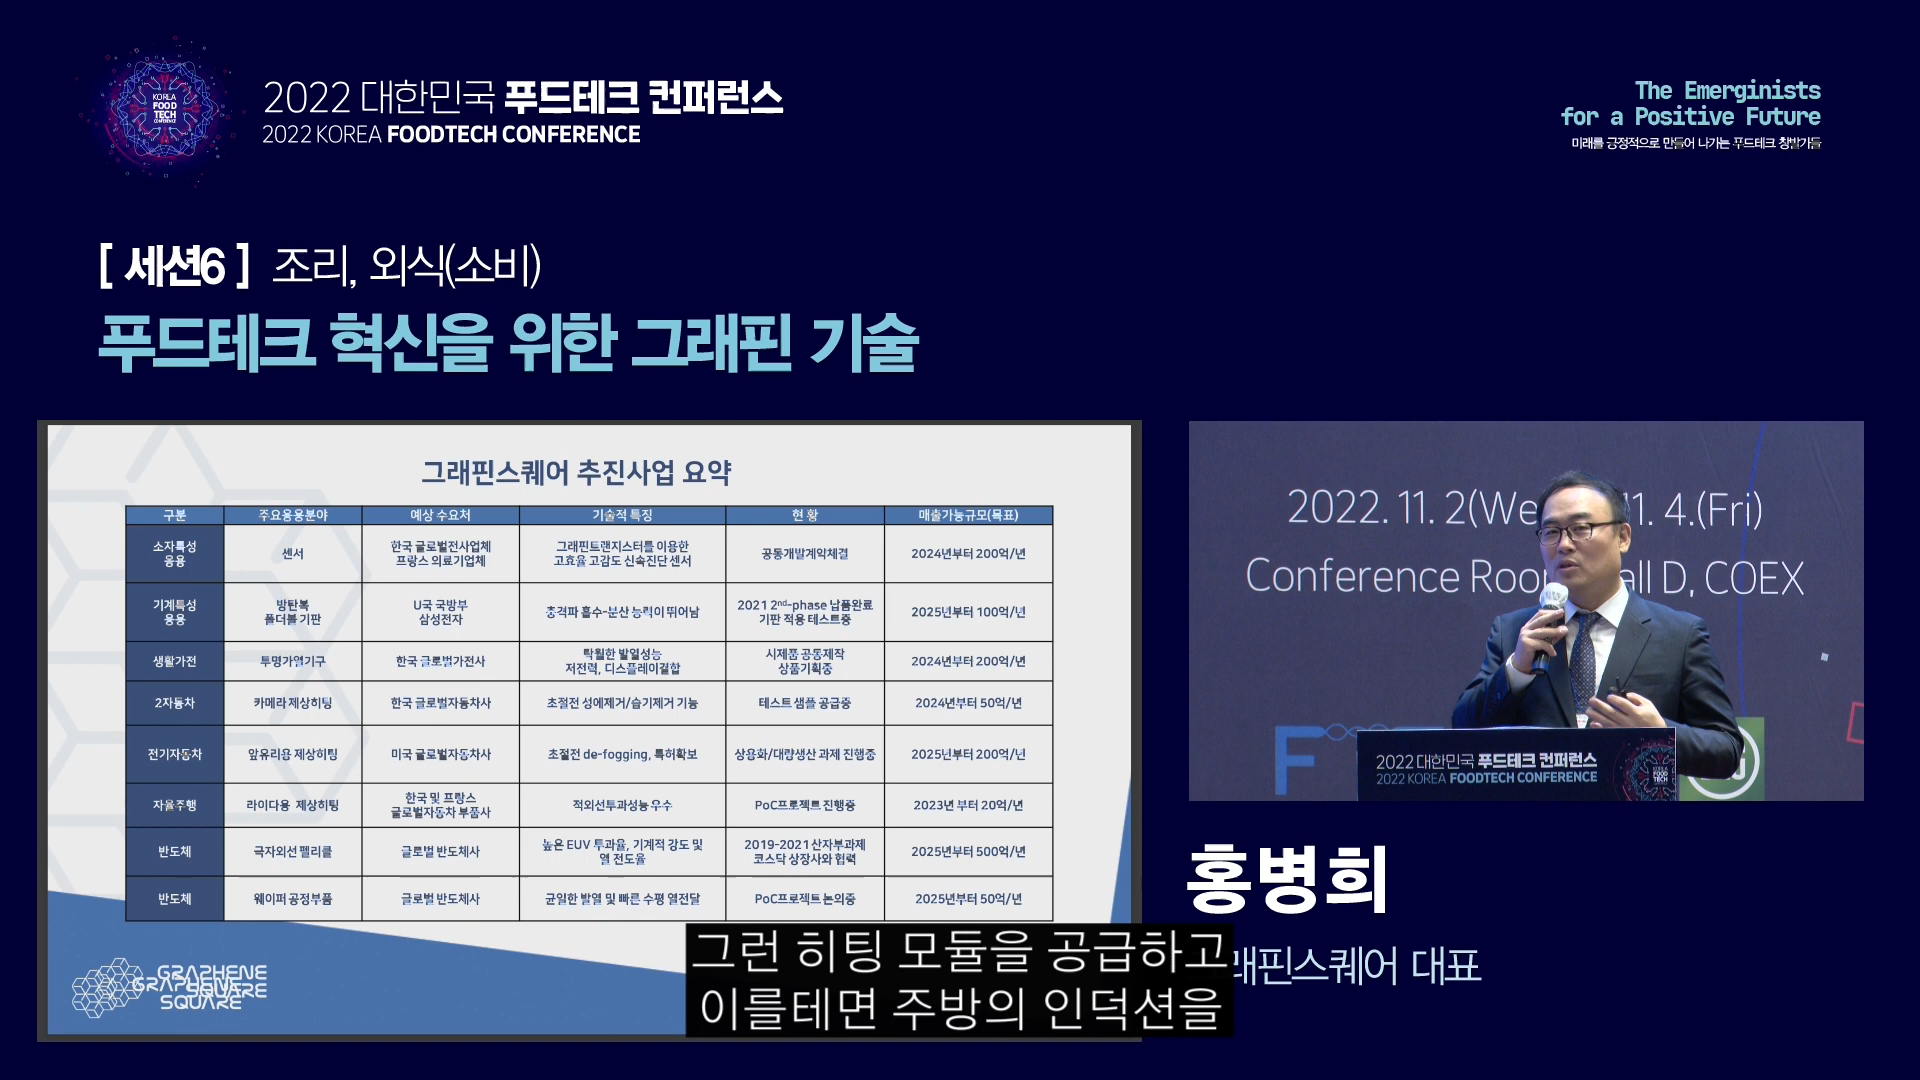 KOREA
FOOD
TECH
CONFERENCE
2022 대한민국 푸드테크 컨퍼런스
2022 KOREA FOODTECH CONFERENCE
The Emerginists
for a Positive Future
미래를 긍정적으로 만들어 나가는 푸드테크 창발가들
[ 세션6 ] 조리, 외식(소비)
푸드테크 혁신을 위한 그래핀 기술
그래핀스퀘어 추진사업 요약
구분 주요응용분야 예상 수요처 기술적 특징 현 황 매출가능규모(목표)
소자특성
응용
센서
한국 글로벌전사업체
프랑스 의료기업체
그래핀트랜지스터를 이용한
고효율 고감도 신속진단 센서
공동개발계약체결
2024년부터 200억/년
기계특성
응용
방탄복
폴더블 기판
U국 국방부
삼성전자
충격파 흡수-분산 능력이 뛰어남
2021 2nd-phase 납품완료
기판 적용 테스트중
2025년부터 100억/년
생활가전
투명가열기구
한국 글로벌가전사
탁월한 발열성능
저전력, 디스플레이결합
시제품 공동제작
상품기획중
2024년부터 200억/년
2자동차
카메라 제상히팅
한국 글로벌자동차사
초절전 성에제거/습기제거 기능
테스트 샘플 공급중
2024년부터 50억/년
전기자동차
앞유리용 제상히팅
미국 글로벌자동차사
초절전 de-fogging, 특허확보
상용화/대량생산 과제 진행중
2025년부터 200억/년
자율주행
라이다용 제상히팅
한국 및 프랑스
글로벌자동차 부품사
적외선투과성능 우수
PoC프로젝트 진행중
2023년 부터 20억/년
반도체
극자외선 펠리클
글로벌 반도체사
높은 EUV 투과율, 기계적 강도 및
열 전도율
2019-2021 산자부과제
코스닥 상장사와 협력
2025년부터 500억/년
반도체
웨이퍼 공정부품
글로벌 반도체사
균일한 발열 및 빠른 수평 열전달
PoC프로젝트 논의중
2025년부터 50억/년
GRAPHENE
GRAPHENE
SQUARE
SQUARE
2022. 11. 2(We 11. 4.(Fri)
Conference Roo all D, COEX
F
2022 대한민국 푸드테크 컨퍼런스
2022 KOREA FOODTECH CONFERENCE
KOREA
FOOD
TECH
홍병희
래핀스퀘어 대표
그런 히팅 모듈을 공급하고
이를테면 주방의 인덕션을